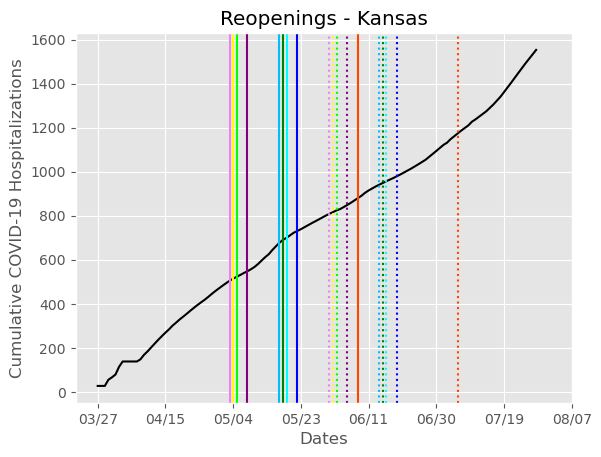 Reopenings - Kansas
Cumulative COVID-19 Hospitalizations
1600
1400
1200
1000
800
600
400
200
0
03/27 04/15 05/04 05/23 06/11 06/30 07/19 08/07
Dates